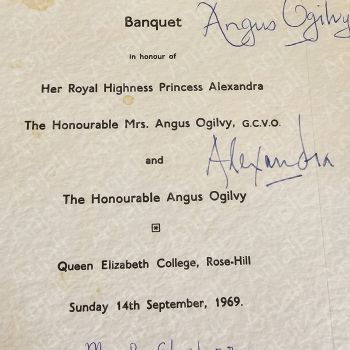 Banquet Angus Ogilvy
in honour of
Her Royal Highness Princess Alexandra
The Honourable Mrs. Angus Ogilvy, G.C.V.O.
and Alexandra
The Honourable Angus Ogilvy
Queen Elizabeth College, Rose-Hill
Sunday 14th September, 1969.